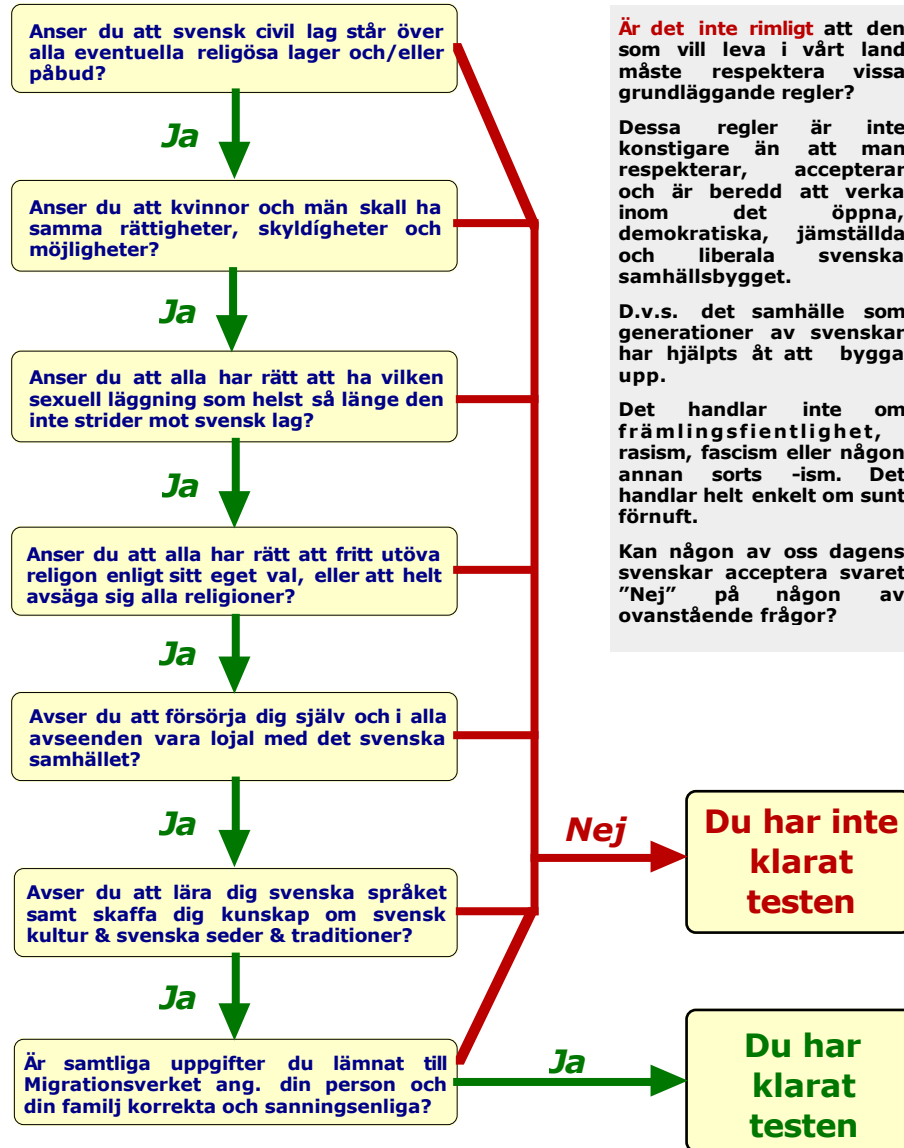 Anser du att svensk civil lag står över
alla eventuella religösa lager och/eller
påbud?
Ja
Anser du att kvinnor och män skall ha
samma rättigheter, skyldígheter och
möjligheter?
Ja
Anser du att alla har rätt att ha vilken
sexuell läggning som helst så länge den
inte strider mot svensk lag?
Ja
Anser du att alla har rätt att fritt utöva
religon enligt sitt eget val, eller att helt
avsäga sig alla religioner?
Ja
Avser du att försörja dig själv och i alla
avseenden vara lojal med det svenska
samhället?
Ja
Avser du att lära dig svenska språket
samt skaffa dig kunskap om svensk
kultur & svenska seder & traditioner?
Ja
Är samtliga uppgifter du lämnat till
Migrationsverket ang. din person och
din familj korrekta och sanningsenliga?
Nej
Du har inte
klarat
testen
Ja
Du har
klarat
testen
Är det inte rimligt att den
som vill leva i vårt land
måste respektera vissa
grundläggande regler?
Dessa regler är inte
konstigare än att man
respekterar, accepterar
och är beredd att verka
inom det öppna,
demokratiska, jämställda
och liberala svenska
samhällsbygget.
D.v.s. det samhälle som
generationer av svenskar
har hjälpts åt att bygga
upp.
Det handlar inte om
främlingsfientlighet,
rasism, fascism eller någon
annan sorts -ism. Det
handlar helt enkelt om sunt
förnuft.
Kan någon av oss dagens
svenskar acceptera svaret
”Nej” på någon av
ovanstående frågor?